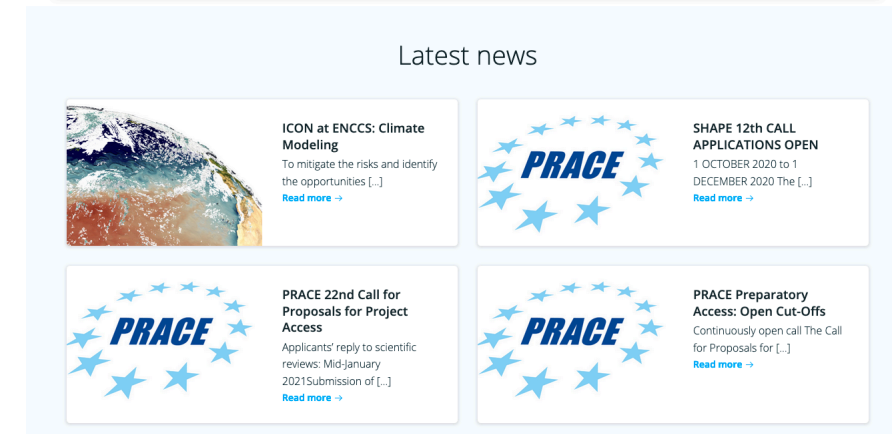 Latest news
ICON at ENCCS: Climate
Modeling
To mitigate the risks and identify
the opportunities [...]
Read more →
PRACE
SHAPE 12th CALL
APPLICATIONS OPEN
1 OCTOBER 2020 to 1
DECEMBER 2020 The [...]
Read more →
PRACE
PRACE 22nd Call for
Proposals for Project
Access
Applicants' reply to scientific
reviews: Mid-January
2021Submission of [...]
Read more →
PRACE
PRACE Preparatory
Access: Open Cut-Offs
Continuously open call The Call
for Proposals for [...]
Read more →